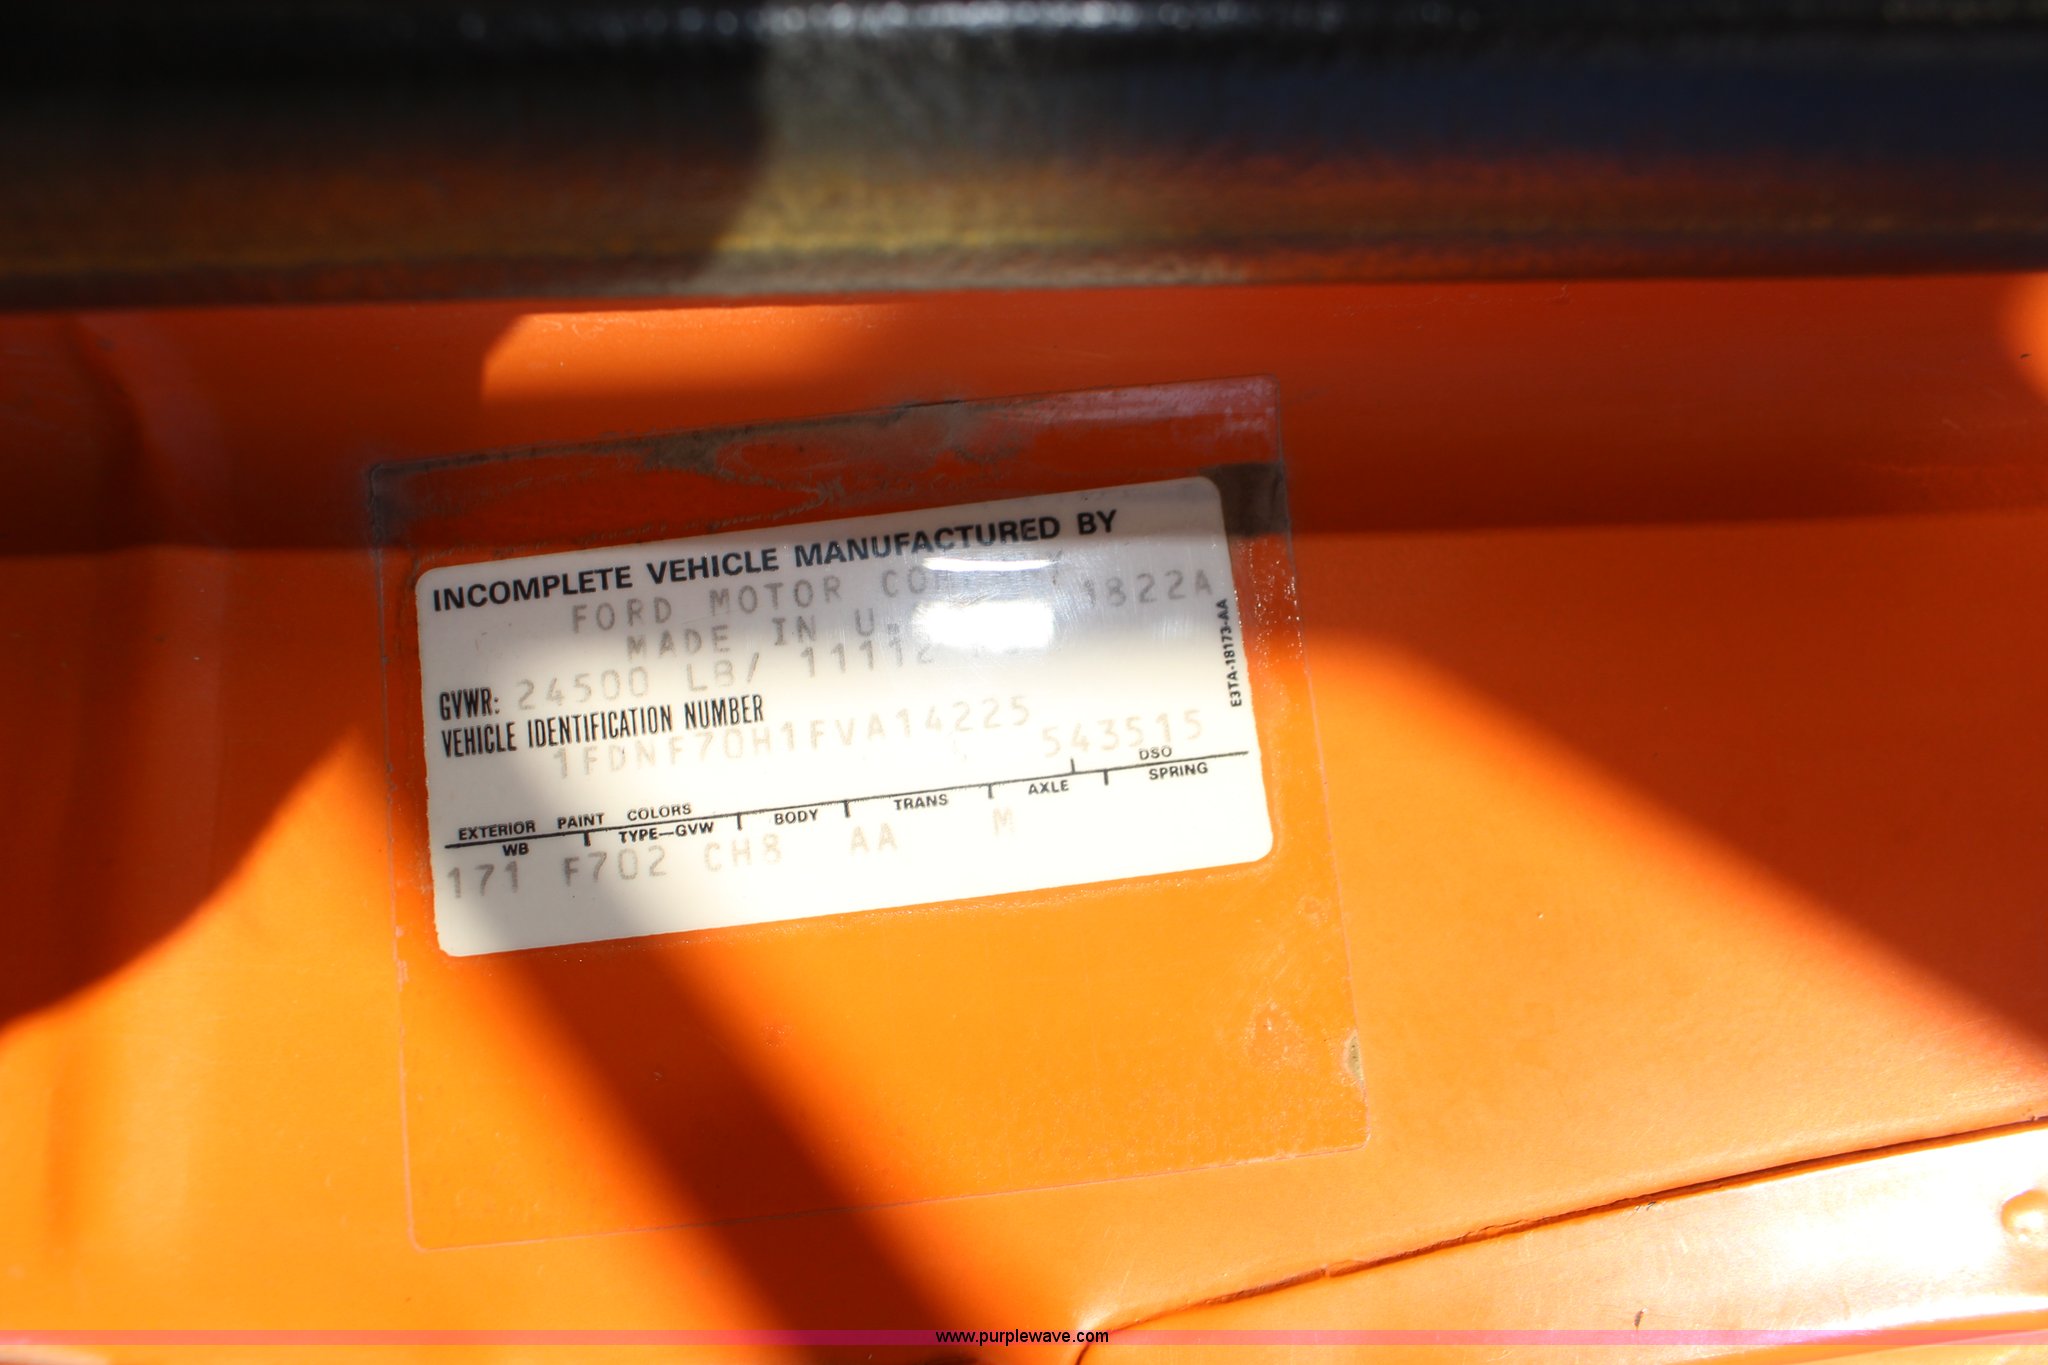 INCOMPLETE VEHICLE MANUFACTURED BY
FORD MOTOR COMPANY
MADE IN U. 1822A
GVWR: 24500 LB/ 11112
VEHICLE IDENTIFICATION NUMBER
1FDNF70H1FVA14225
543515
EXTERIOR PAINT COLORS DSO
WB TYPE—GVW BODY TRANS AXLE SPRING
171 F702 CH8 AA M
E3TA-18173-AA
www.purplewave.com